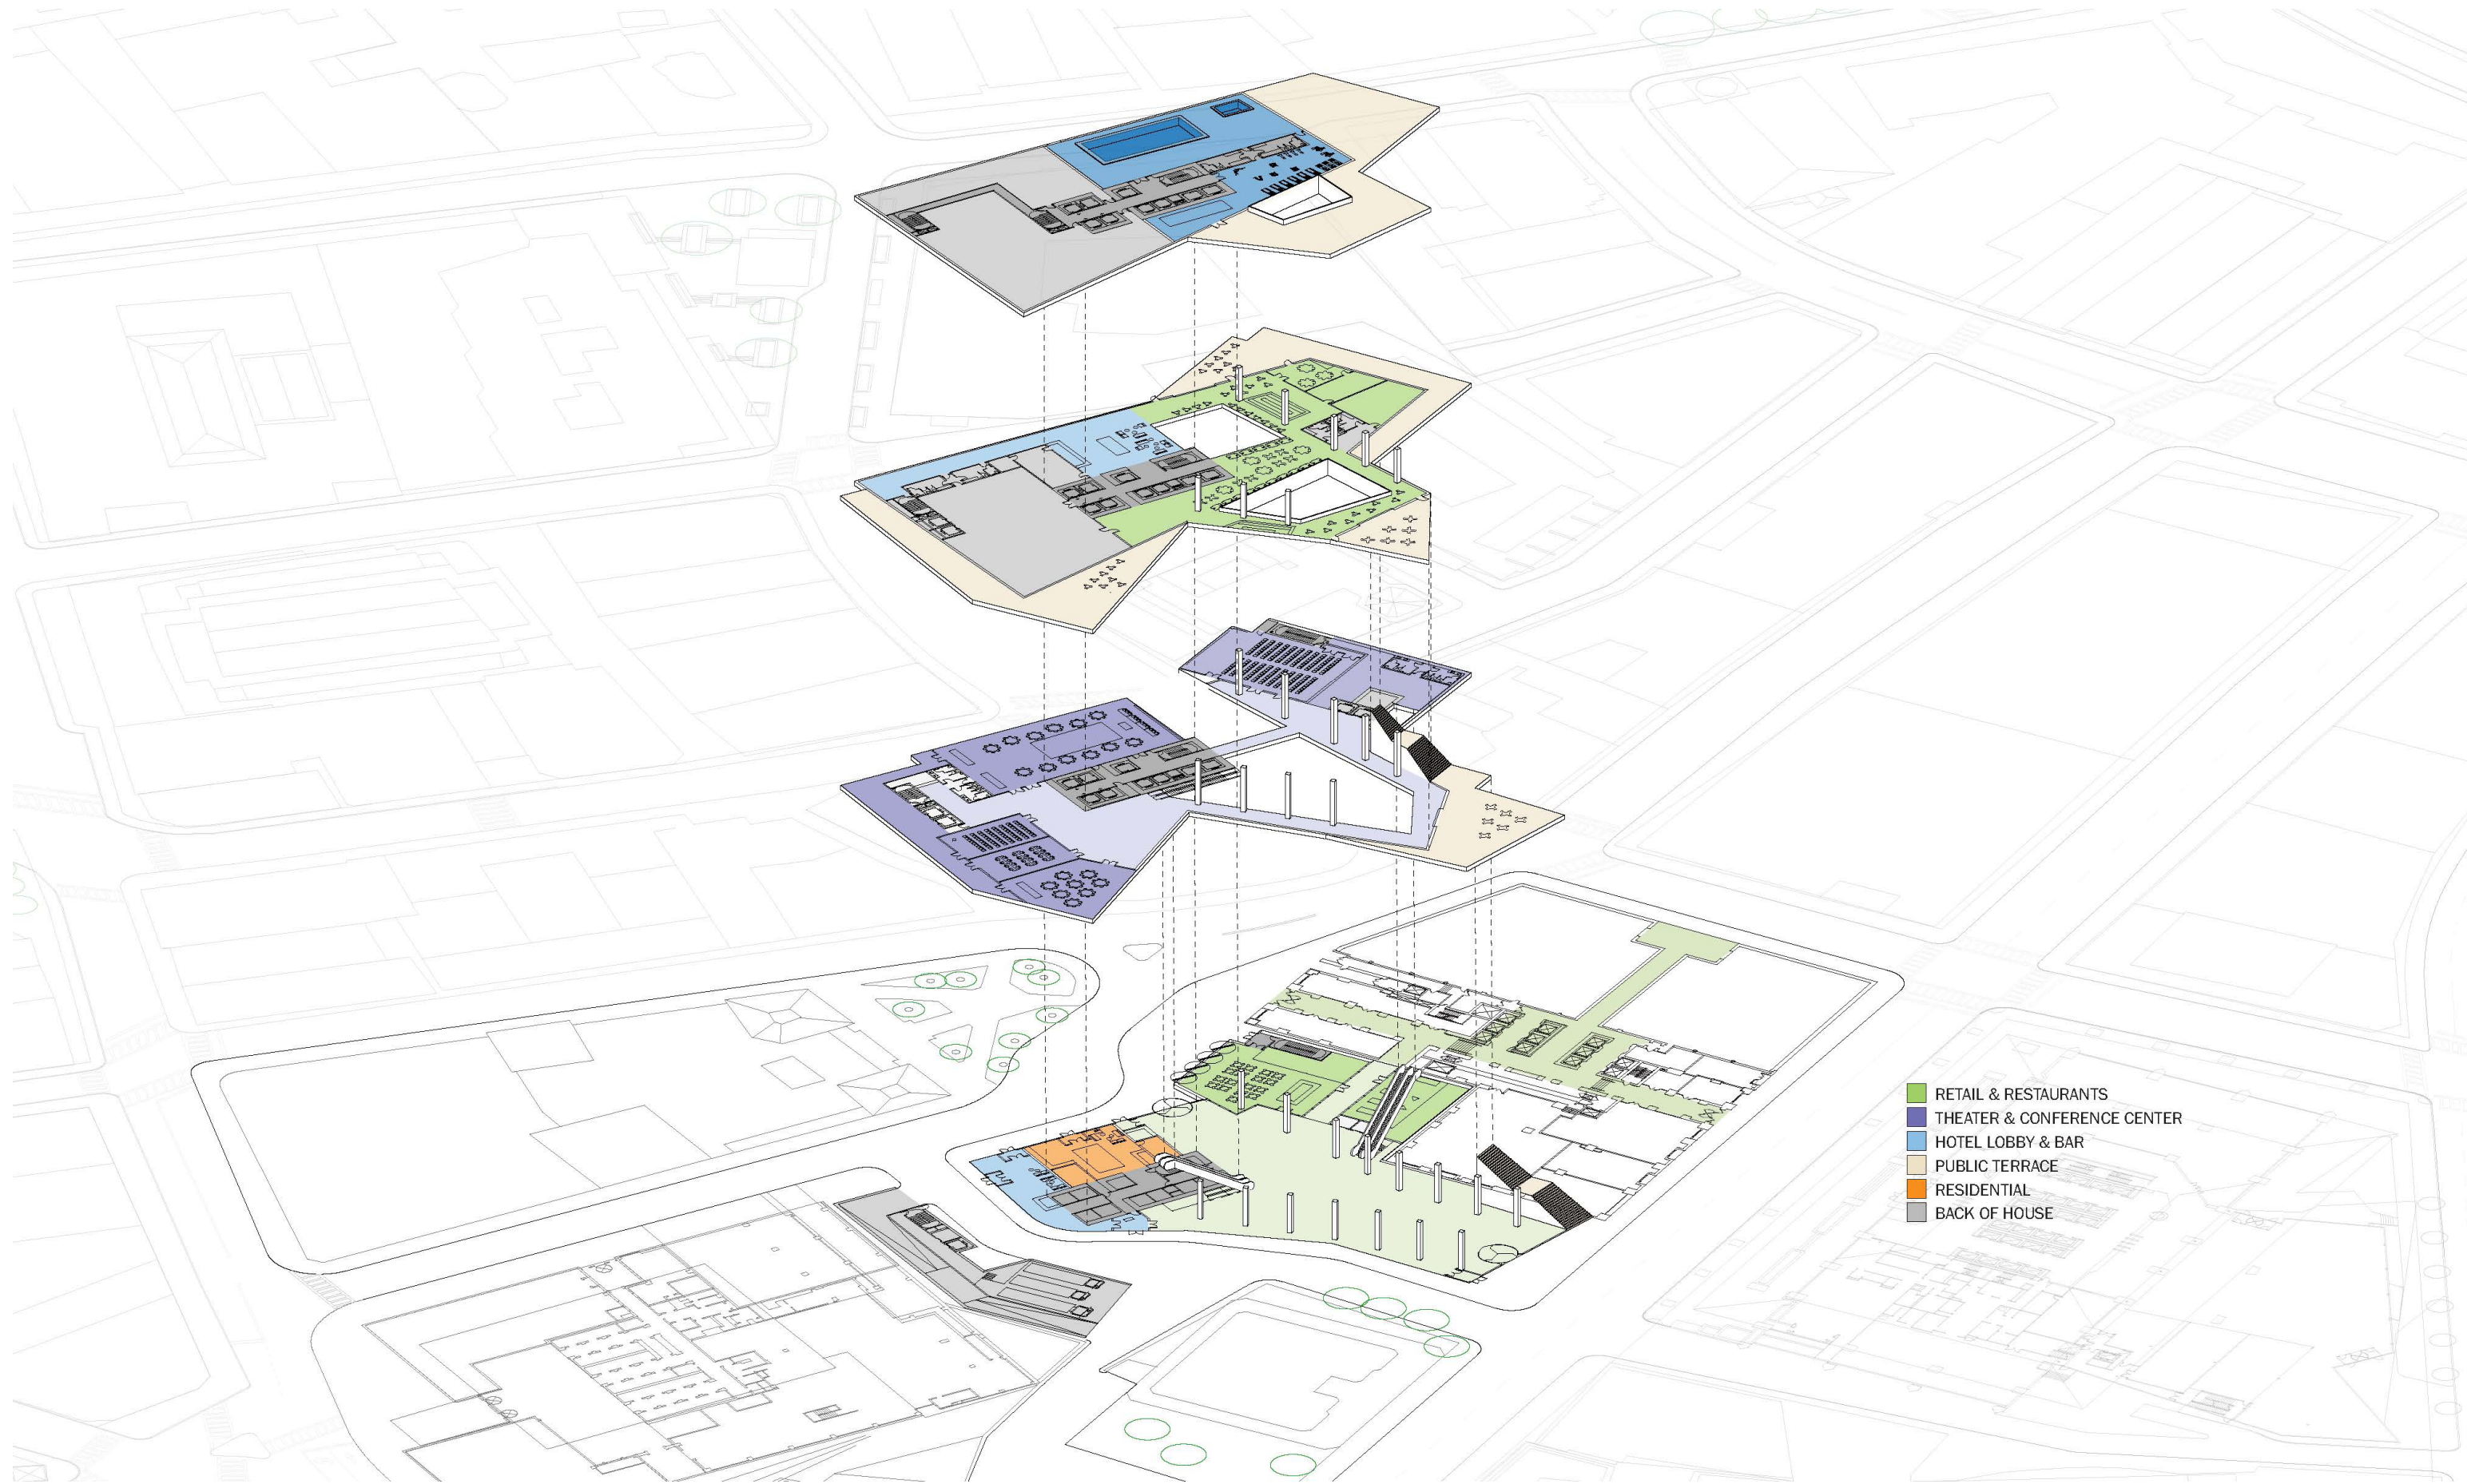 RETAIL & RESTAURANTS
THEATER & CONFERENCE CENTER
HOTEL LOBBY & BAR
PUBLIC TERRACE
RESIDENTIAL
BACK OF HOUSE